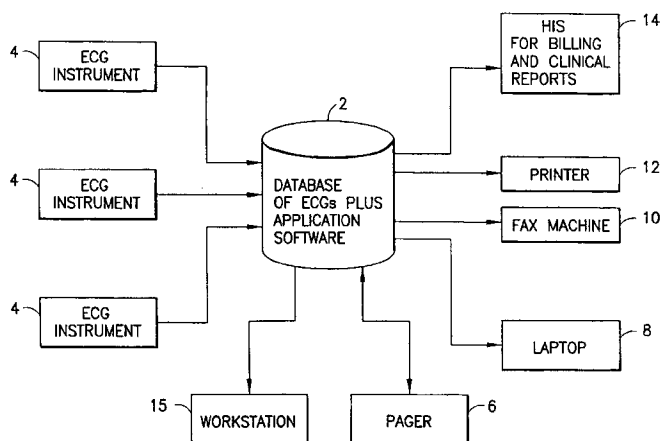 4
ECG
INSTRUMENT
4
ECG
INSTRUMENT
4
ECG
INSTRUMENT
2
DATABASE
OF ECGs PLUS
APPLICATION
SOFTWARE
HIS
FOR BILLING
AND CLINICAL
REPORTS
14
PRINTER
12
FAX MACHINE
10
LAPTOP
8
15
WORKSTATION
PAGER
6